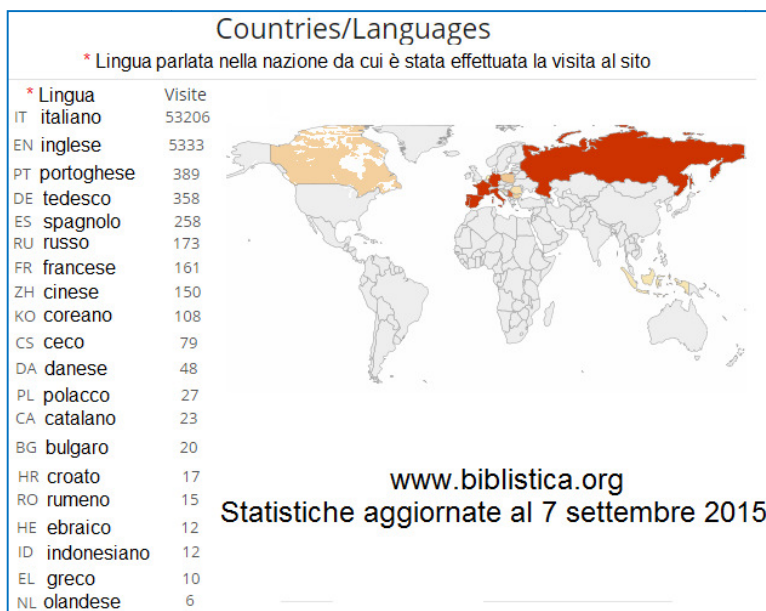 Countries/Languages
* Lingua parlata nella nazione da cui è stata effettuata la visita al sito
* Lingua Visite
IT italiano 53206
EN inglese 5333
PT portoghese 389
DE tedesco 358
ES spagnolo 258
RU russo 173
FR francese 161
ZH cinese 150
KO coreano 108
CS ceco 79
DA danese 48
PL polacco 27
CA catalano 23
BG bulgaro 20
HR croato 17
RO rumeno 15
HE ebraico 12
ID indonesiano 12
EL greco 10
NL olandese 6
www.biblistica.org
Statistiche aggiornate al 7 settembre 2015